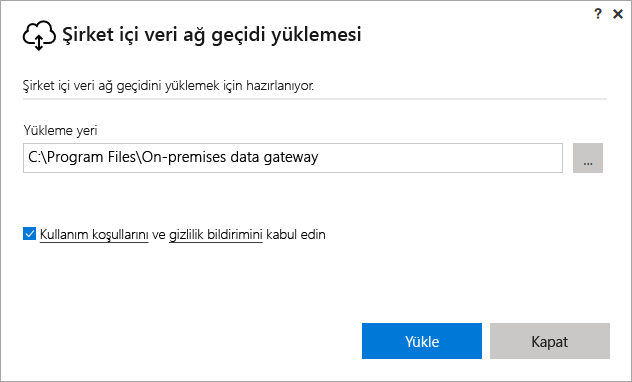 ? ×
Şirket içi veri ağ geçidi yüklemesi
Şirket içi veri ağ geçidini yüklemek için hazırlanıyor.
Yükleme yeri
C:\Program Files\On-premises data gateway
...
Kullanım koşullarını ve gizlilik bildirimini kabul edin
Yükle Kapat